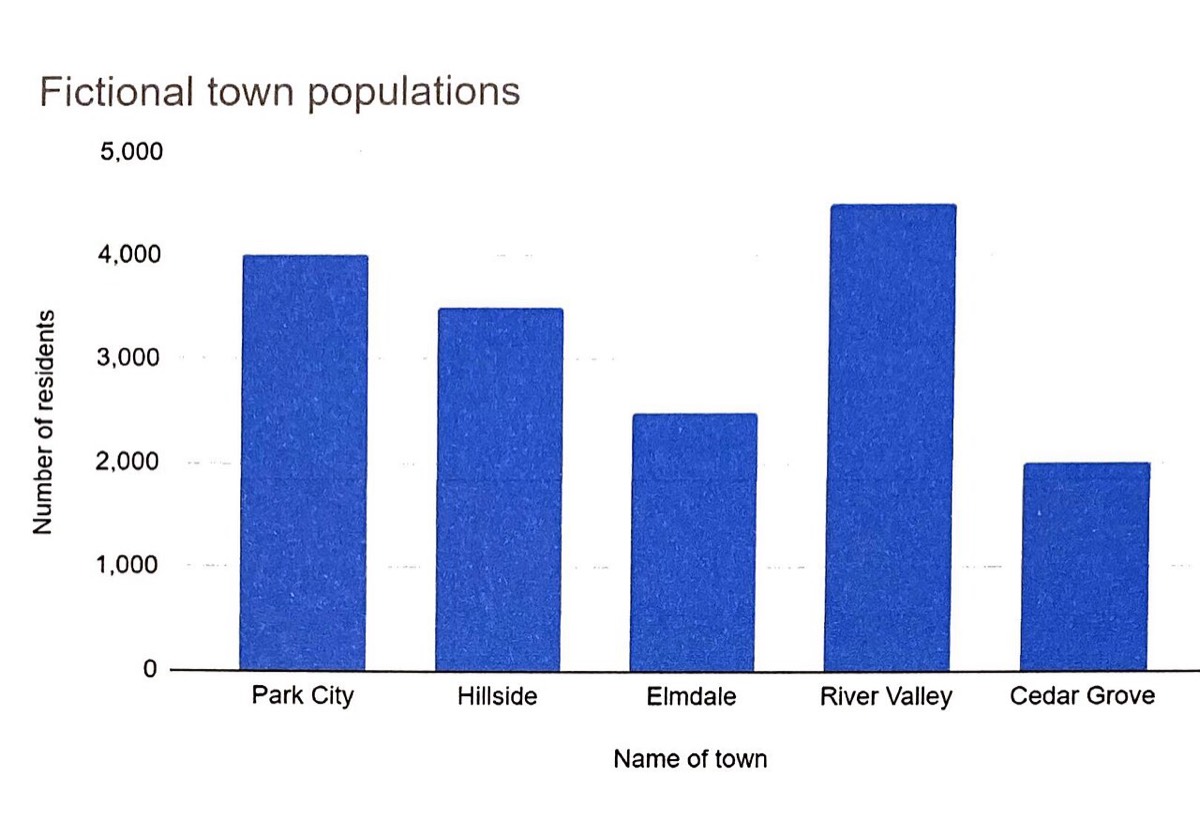 Fictional town populations
5,000
4,000
3,000
2,000
1,000
0
Number of residents
Park City
Hillside
Elmdale
River Valley
Cedar Grove
Name of town